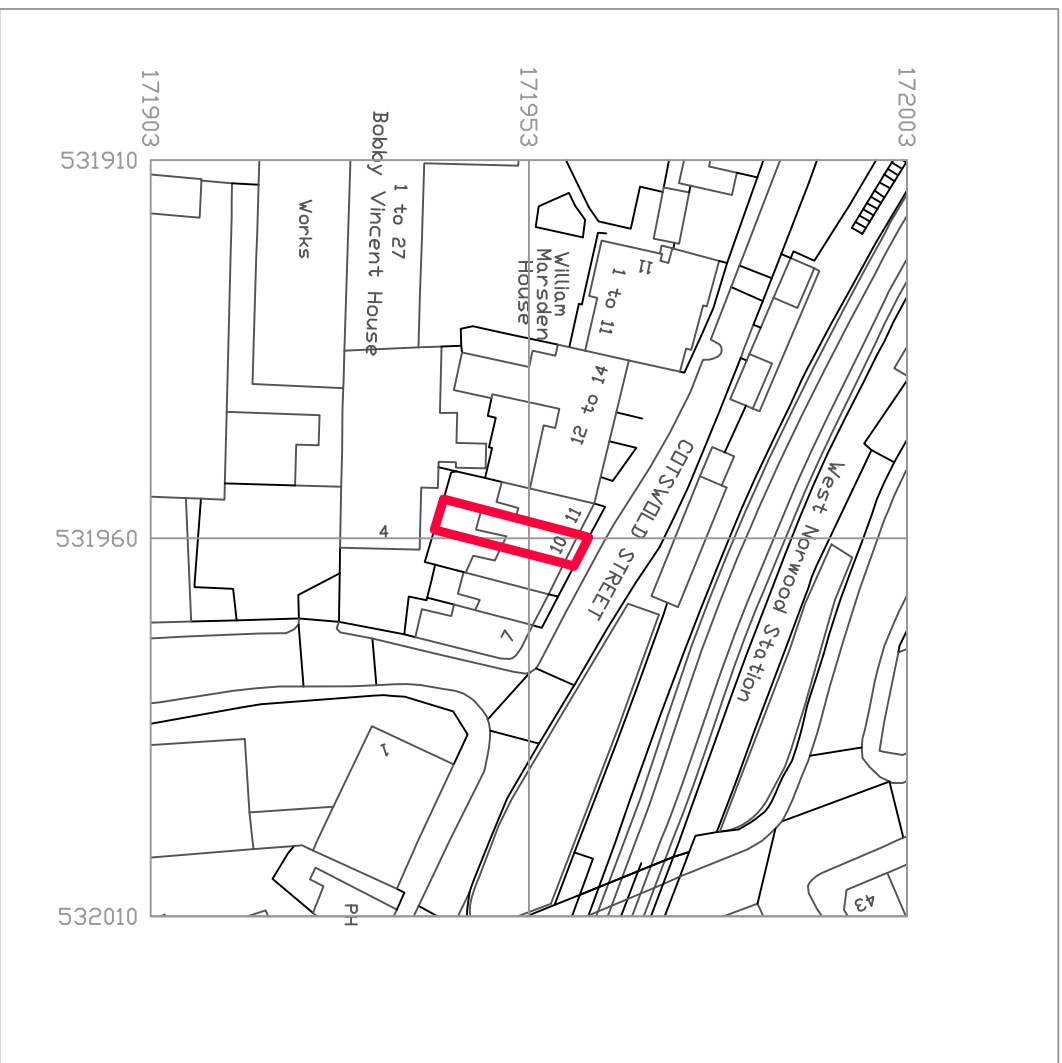 171903
171953
172003
531910
531960
532010
Works
1 to 27
Bobby Vincent House
William
Marsden
House
11
1 to 11
12 to 14
11
10
7
4
1
COTSWOLD STREET
West Norwood Station
PH
43